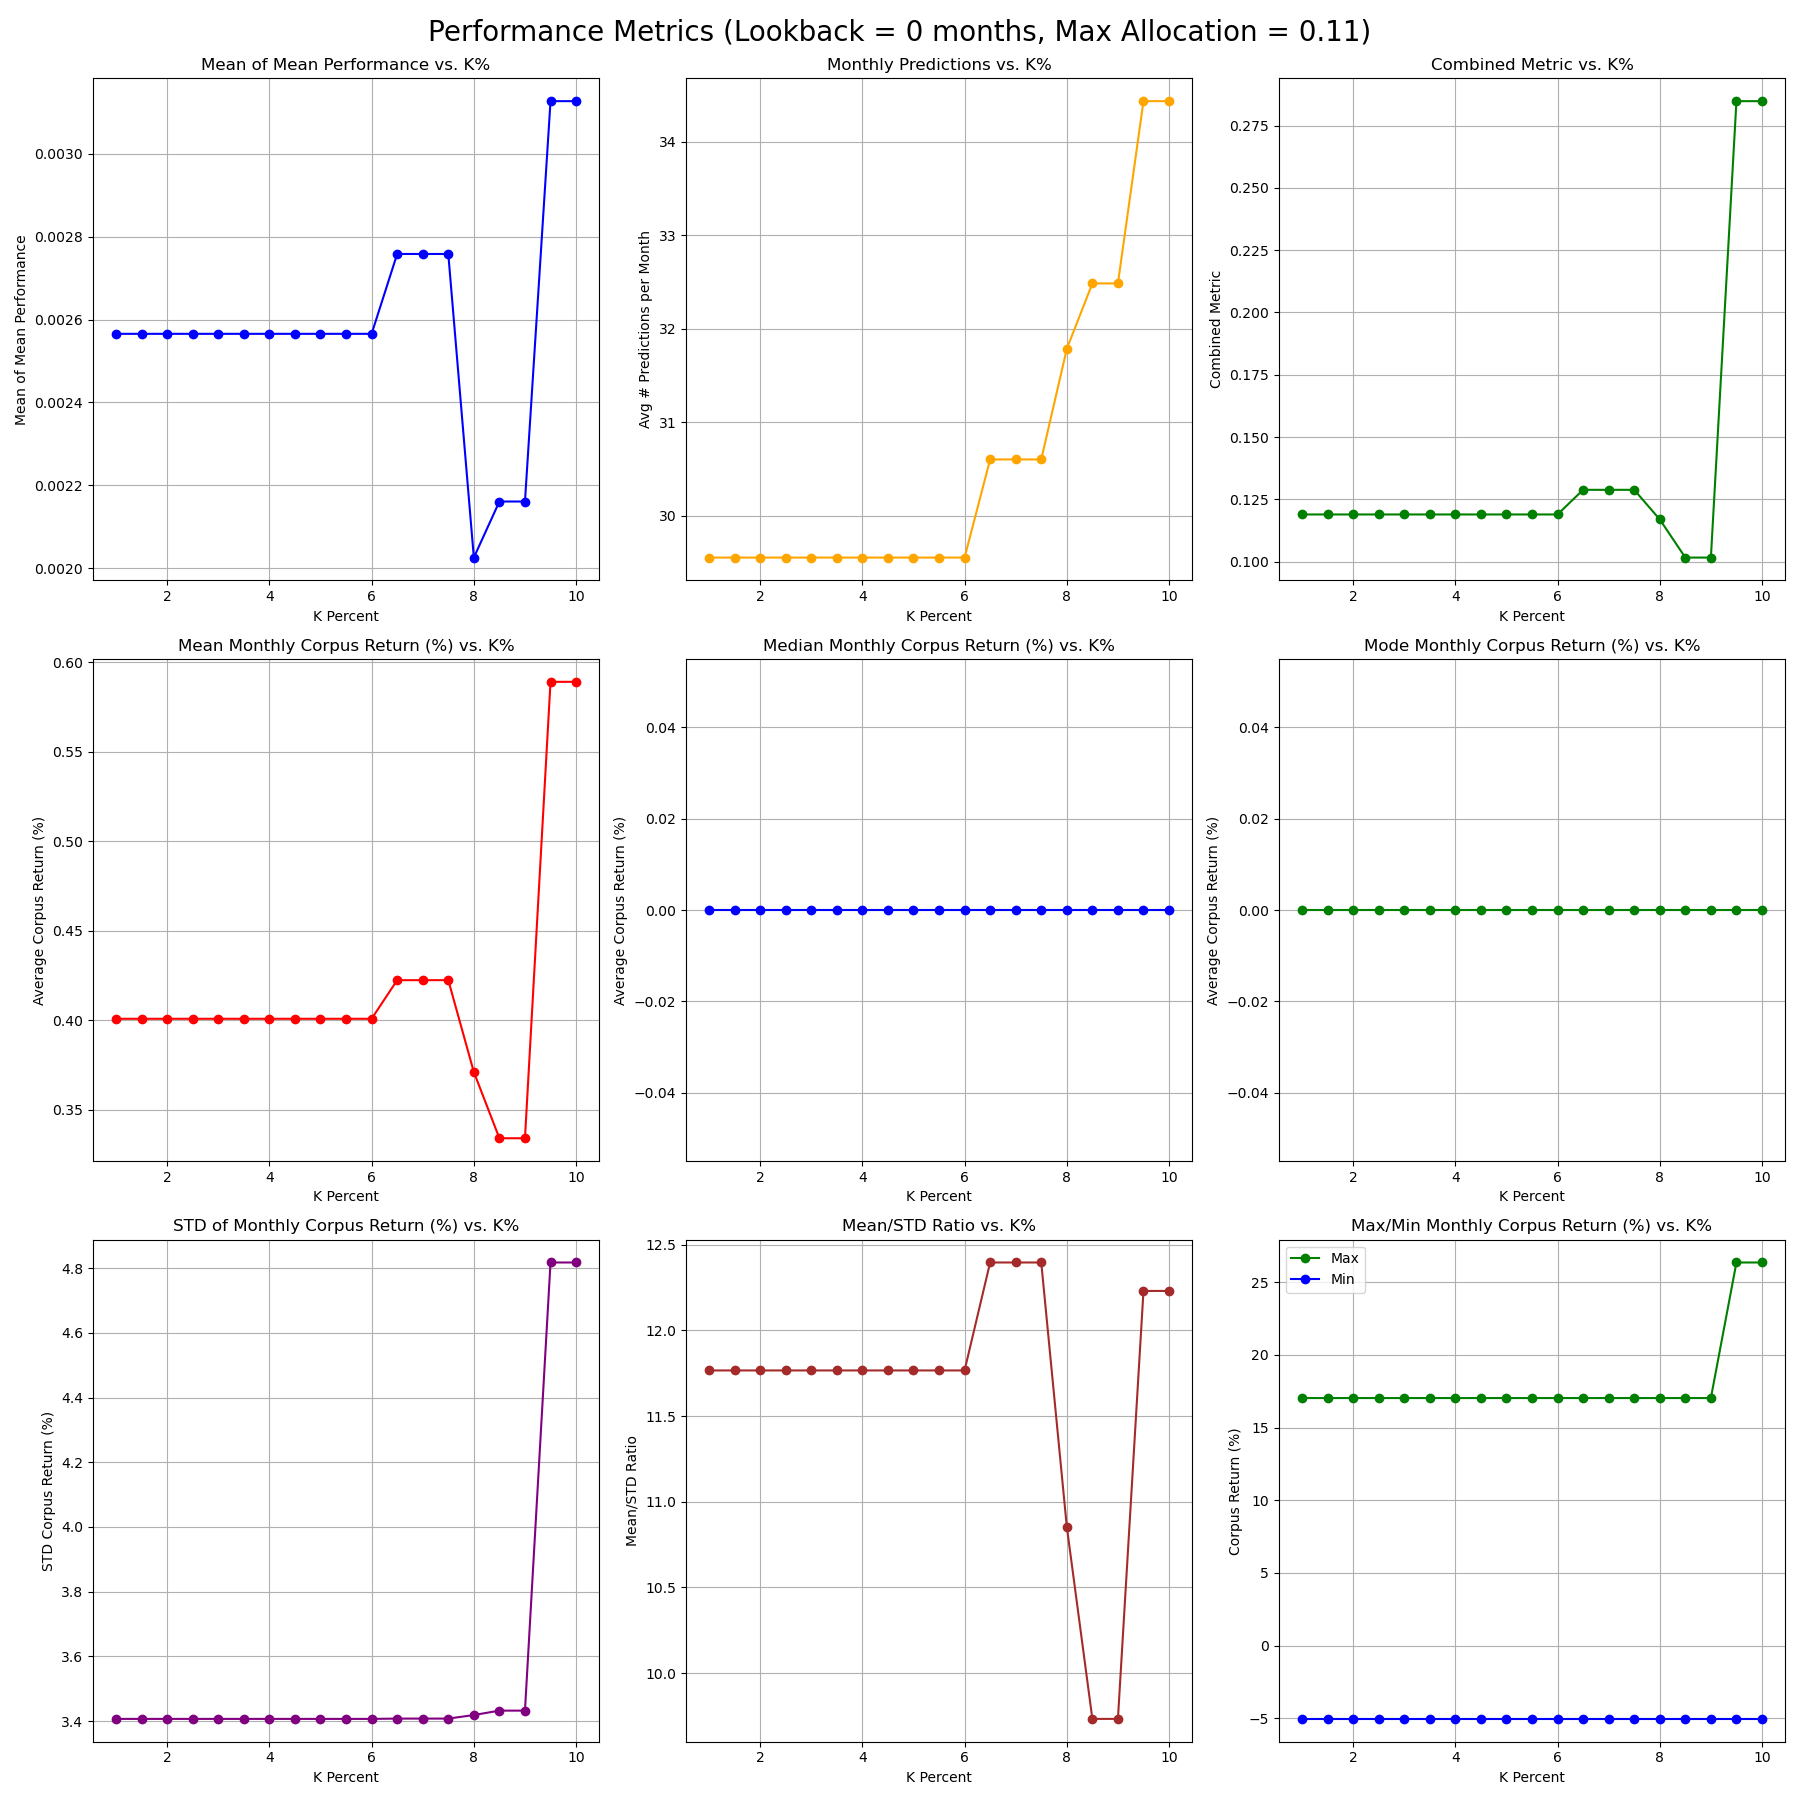 Performance Metrics (Lookback = 0 months, Max Allocation = 0.11)
Mean of Mean Performance vs. K%
Mean of Mean Performance
0.0030
0.0028
0.0026
0.0024
0.0022
0.0020
2 4 6 8 10
K Percent
Monthly Predictions vs. K%
Avg # Predictions per Month
34
33
32
31
30
2 4 6 8 10
K Percent
Combined Metric vs. K%
Combined Metric
0.275
0.250
0.225
0.200
0.175
0.150
0.125
0.100
2 4 6 8 10
K Percent
Mean Monthly Corpus Return (%) vs. K%
Average Corpus Return (%)
0.60
0.55
0.50
0.45
0.40
0.35
2 4 6 8 10
K Percent
Median Monthly Corpus Return (%) vs. K%
Average Corpus Return (%)
0.04
0.02
0.00
−0.02
−0.04
2 4 6 8 10
K Percent
Mode Monthly Corpus Return (%) vs. K%
Average Corpus Return (%)
0.04
0.02
0.00
−0.02
−0.04
2 4 6 8 10
K Percent
STD of Monthly Corpus Return (%) vs. K%
STD Corpus Return (%)
4.8
4.6
4.4
4.2
4.0
3.8
3.6
3.4
2 4 6 8 10
K Percent
Mean/STD Ratio vs. K%
Mean/STD Ratio
12.5
12.0
11.5
11.0
10.5
10.0
2 4 6 8 10
K Percent
Max/Min Monthly Corpus Return (%) vs. K%
Max
Min
Corpus Return (%)
25
20
15
10
5
0
−5
2 4 6 8 10
K Percent